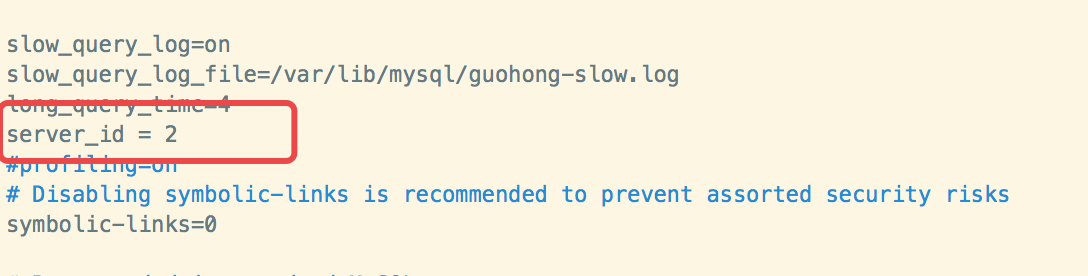 slow_query_log=on
slow_query_log_file=/var/lib/mysql/guohong-slow.log
long_query_time=4
server_id = 2
#profiling=on
# Disabling symbolic-links is recommended to prevent assorted security risks
symbolic-links=0